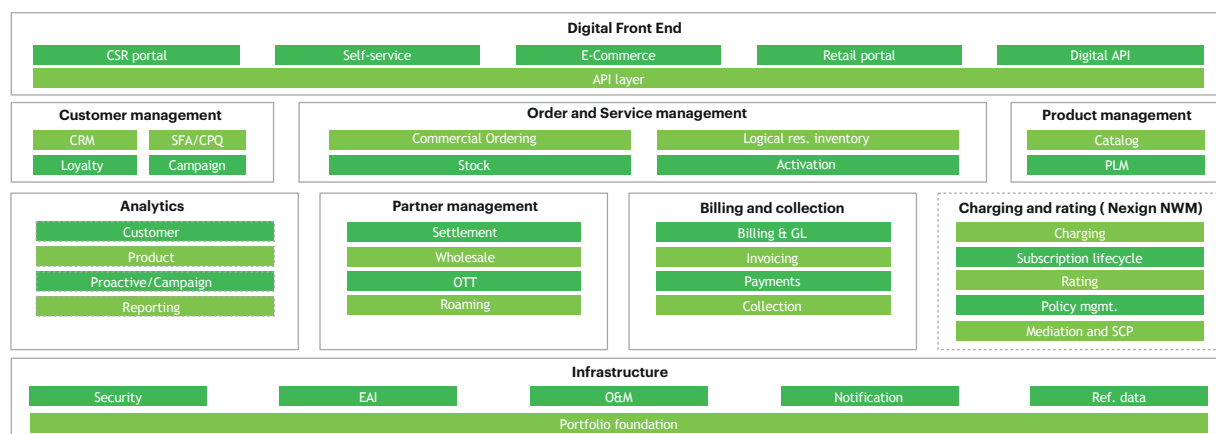 Digital Front End
CSR portal
Self-service
E-Commerce
Retail portal
Digital API
API layer
Customer management
CRM
SFA/CPQ
Loyalty
Campaign
Order and Service management
Commercial Ordering
Logical res. inventory
Stock
Activation
Product management
Catalog
PLM
Analytics
Customer
Product
Proactive/Campaign
Reporting
Partner management
Settlement
Wholesale
OTT
Roaming
Billing and collection
Billing & GL
Invoicing
Payments
Collection
Charging and rating ( Nexign NWM)
Charging
Subscription lifecycle
Rating
Policy mgmt.
Mediation and SCP
Infrastructure
Security
EAI
O&M
Notification
Ref. data
Portfolio foundation